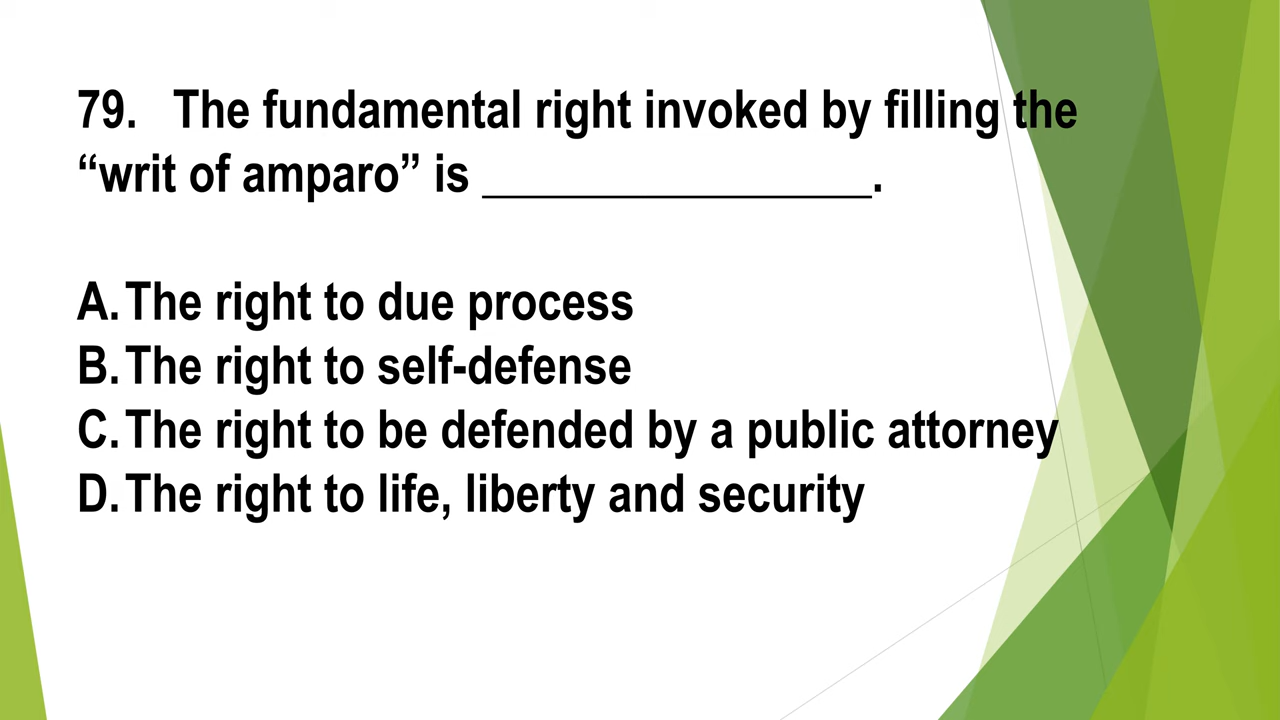 79. The fundamental right invoked by filling the
“writ of amparo” is _________________.
A. The right to due process
B. The right to self-defense
C. The right to be defended by a public attorney
D. The right to life, liberty and security